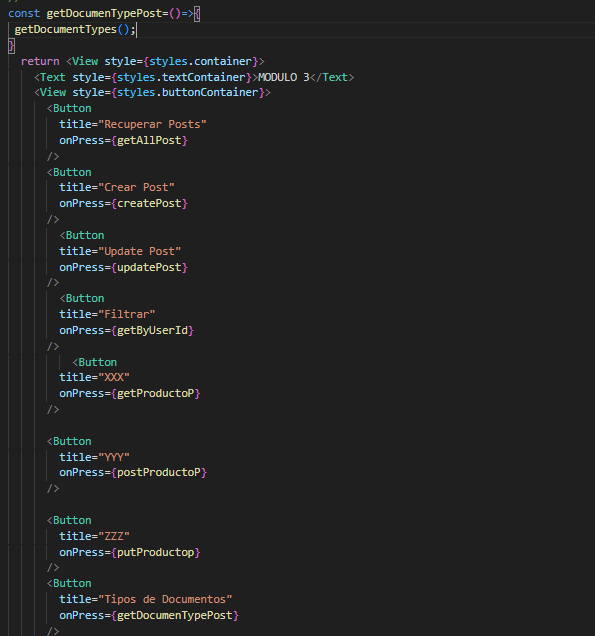 const getDocumenTypePost=()=>{
getDocumentTypes();
}
return <View style={styles.container}>
<Text style={styles.textContainer}>MODULO 3</Text>
<View style={styles.buttonContainer}>
<Button
title="Recuperar Posts"
onPress={getAllPost}
/>
<Button
title="Crear Post"
onPress={createPost}
/>
<Button
title="Update Post"
onPress={updatePost}
/>
<Button
title="Filtrar"
onPress={getByUserId}
/>
<Button
title="XXX"
onPress={getProductoP}
/>
<Button
title="YYY"
onPress={postProductoP}
/>
<Button
title="ZZZ"
onPress={putProductop}
/>
<Button
title="Tipos de Documentos"
onPress={getDocumenTypePost}
/>